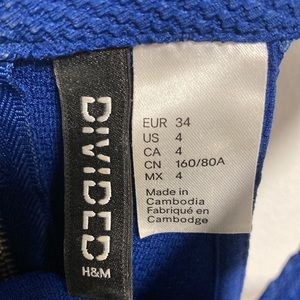 DIVIDED
H&M
EUR 34
US 4
CA 4
CN 160/80A
MX 4
Made in
Cambodia
Fabriqué en
Cambodge